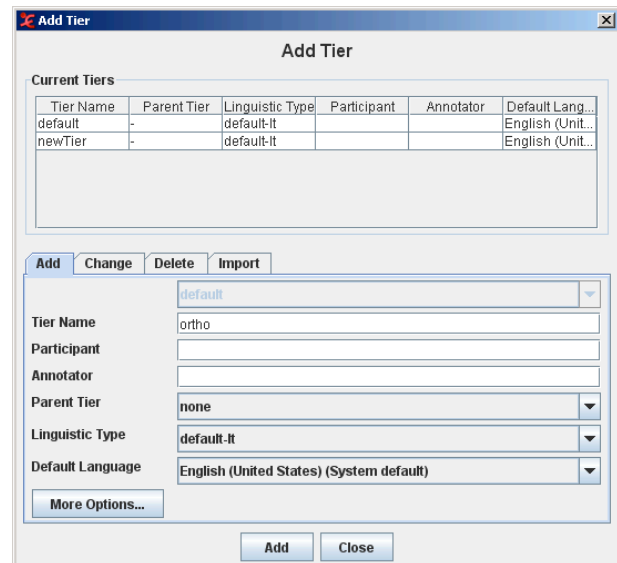 Add Tier
Add Tier
Current Tiers
Tier Name Parent Tier Linguistic Type Participant Annotator Default Lang...
default - default-lt English (Unit...
newTier - default-lt English (Unit...
Add Change Delete Import
default
Tier Name ortho
Participant
Annotator
Parent Tier none
Linguistic Type default-lt
Default Language English (United States) (System default)
More Options...
Add Close